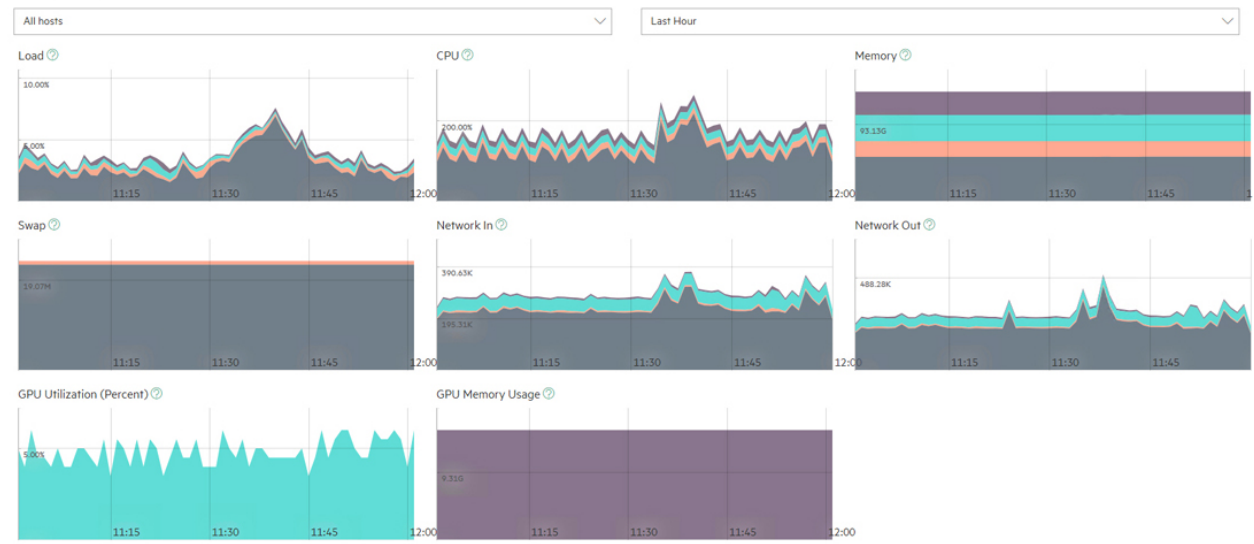 All hosts
Last Hour
Load
CPU
Memory
10.00%
5.00%
11:15 11:30 11:45 12:00
200.00%
11:15 11:30 11:45 12:00
93.13G
11:15 11:30 11:45 1
Swap
Network In
Network Out
19.07M
11:15 11:30 11:45 12:00
390.63K
195.31K
11:15 11:30 11:45 12:00
488.28K
11:15 11:30 11:45
GPU Utilization (Percent)
GPU Memory Usage
5.00%
11:15 11:30 11:45 12:00
9.31G
11:15 11:30 11:45 12:00